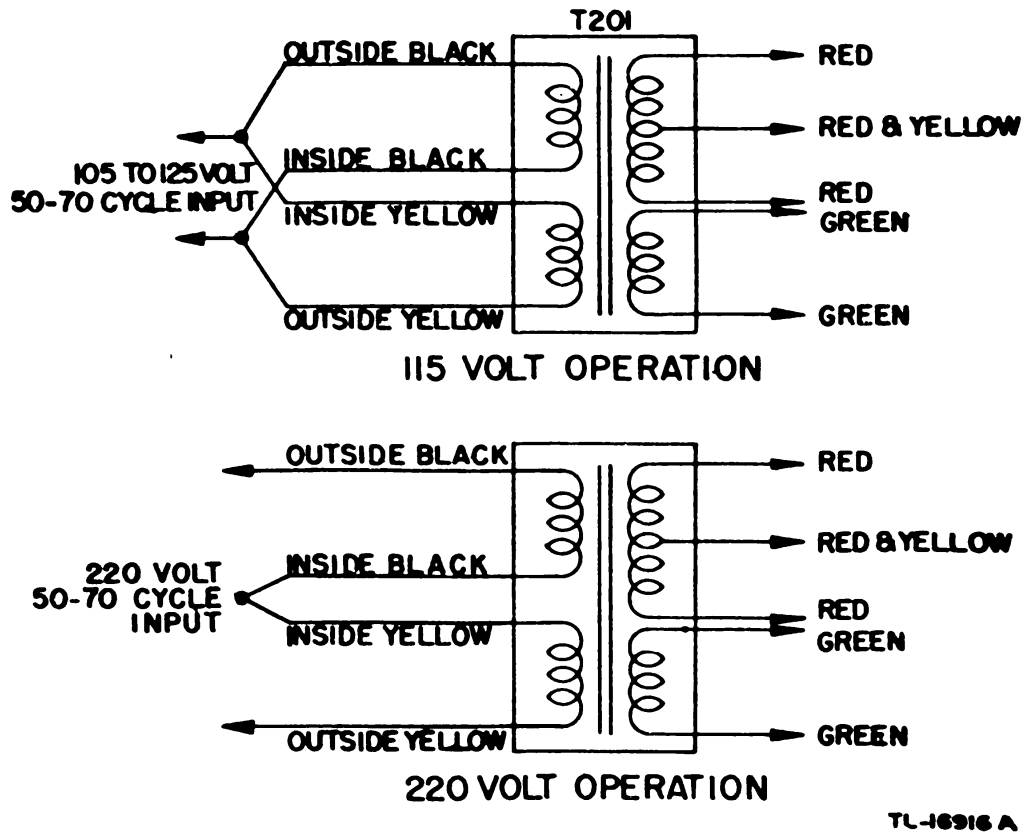 T201
OUTSIDE BLACK
RED
RED & YELLOW
INSIDE BLACK
105 TO 125 VOLT
50-70 CYCLE INPUT
INSIDE YELLOW
RED
GREEN
OUTSIDE YELLOW
GREEN
115 VOLT OPERATION
OUTSIDE BLACK
RED
RED & YELLOW
INSIDE BLACK
220 VOLT
50-70 CYCLE
INPUT
INSIDE YELLOW
RED
GREEN
OUTSIDE YELLOW
GREEN
220 VOLT OPERATION
TL-16916 A